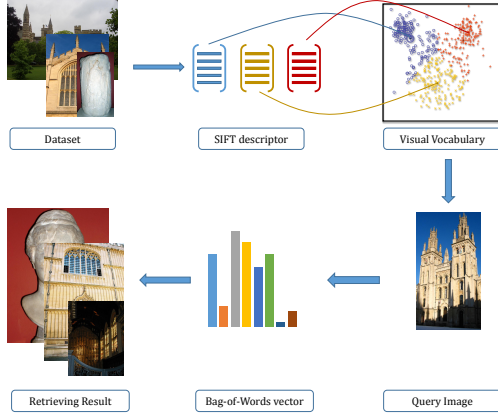 Dataset
SIFT descriptor
Visual Vocabulary
Retrieving Result
Bag-of-Words vector
Query Image